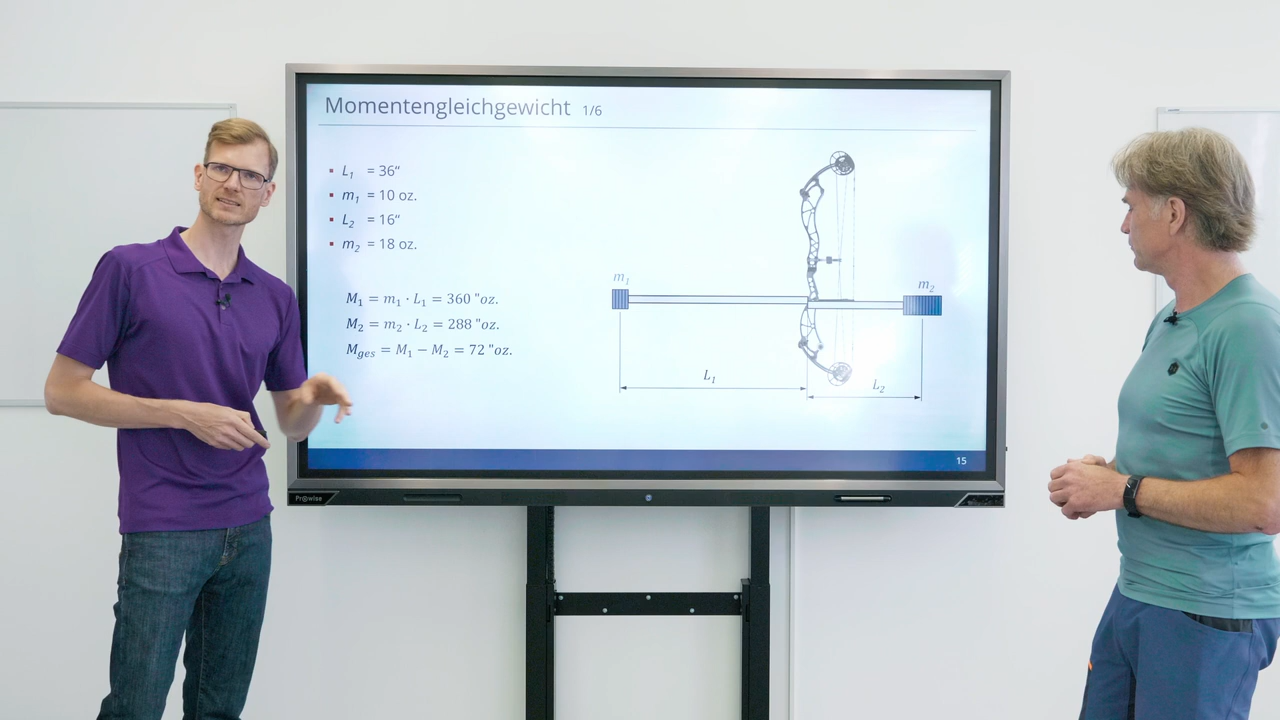 Momentengleichgewicht 1/6
▪ L₁ = 36“
▪ m₁ = 10 oz.
▪ L₂ = 16“
▪ m₂ = 18 oz.
M₁ = m₁ · L₁ = 360 "oz.
M₂ = m₂ · L₂ = 288 "oz.
M_ges = M₁ − M₂ = 72 "oz.
m₁
m₂
L₁
L₂
15
Prowise